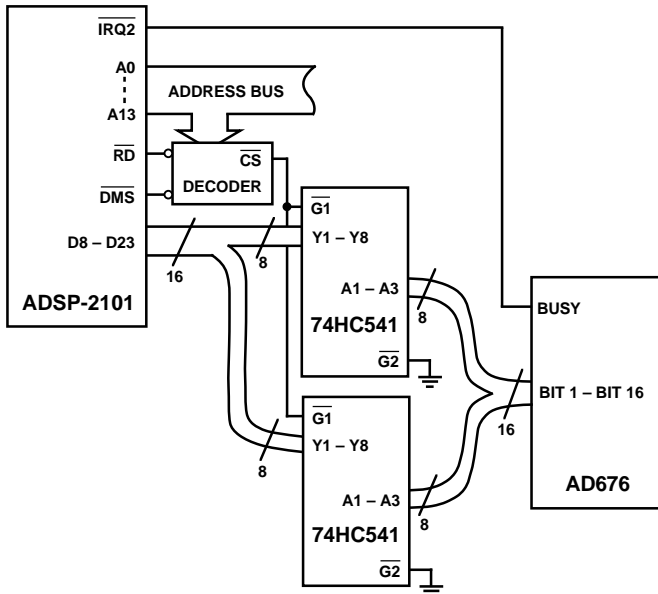 IRQ2
A0
ADDRESS BUS
A13
RD
CS
DECODER
DMS
G1
D8 – D23
16
8
Y1 – Y8
ADSP-2101
A1 – A3
8
74HC541
BUSY
G2
BIT 1 – BIT 16
16
G1
Y1 – Y8
8
AD676
A1 – A3
8
74HC541
G2